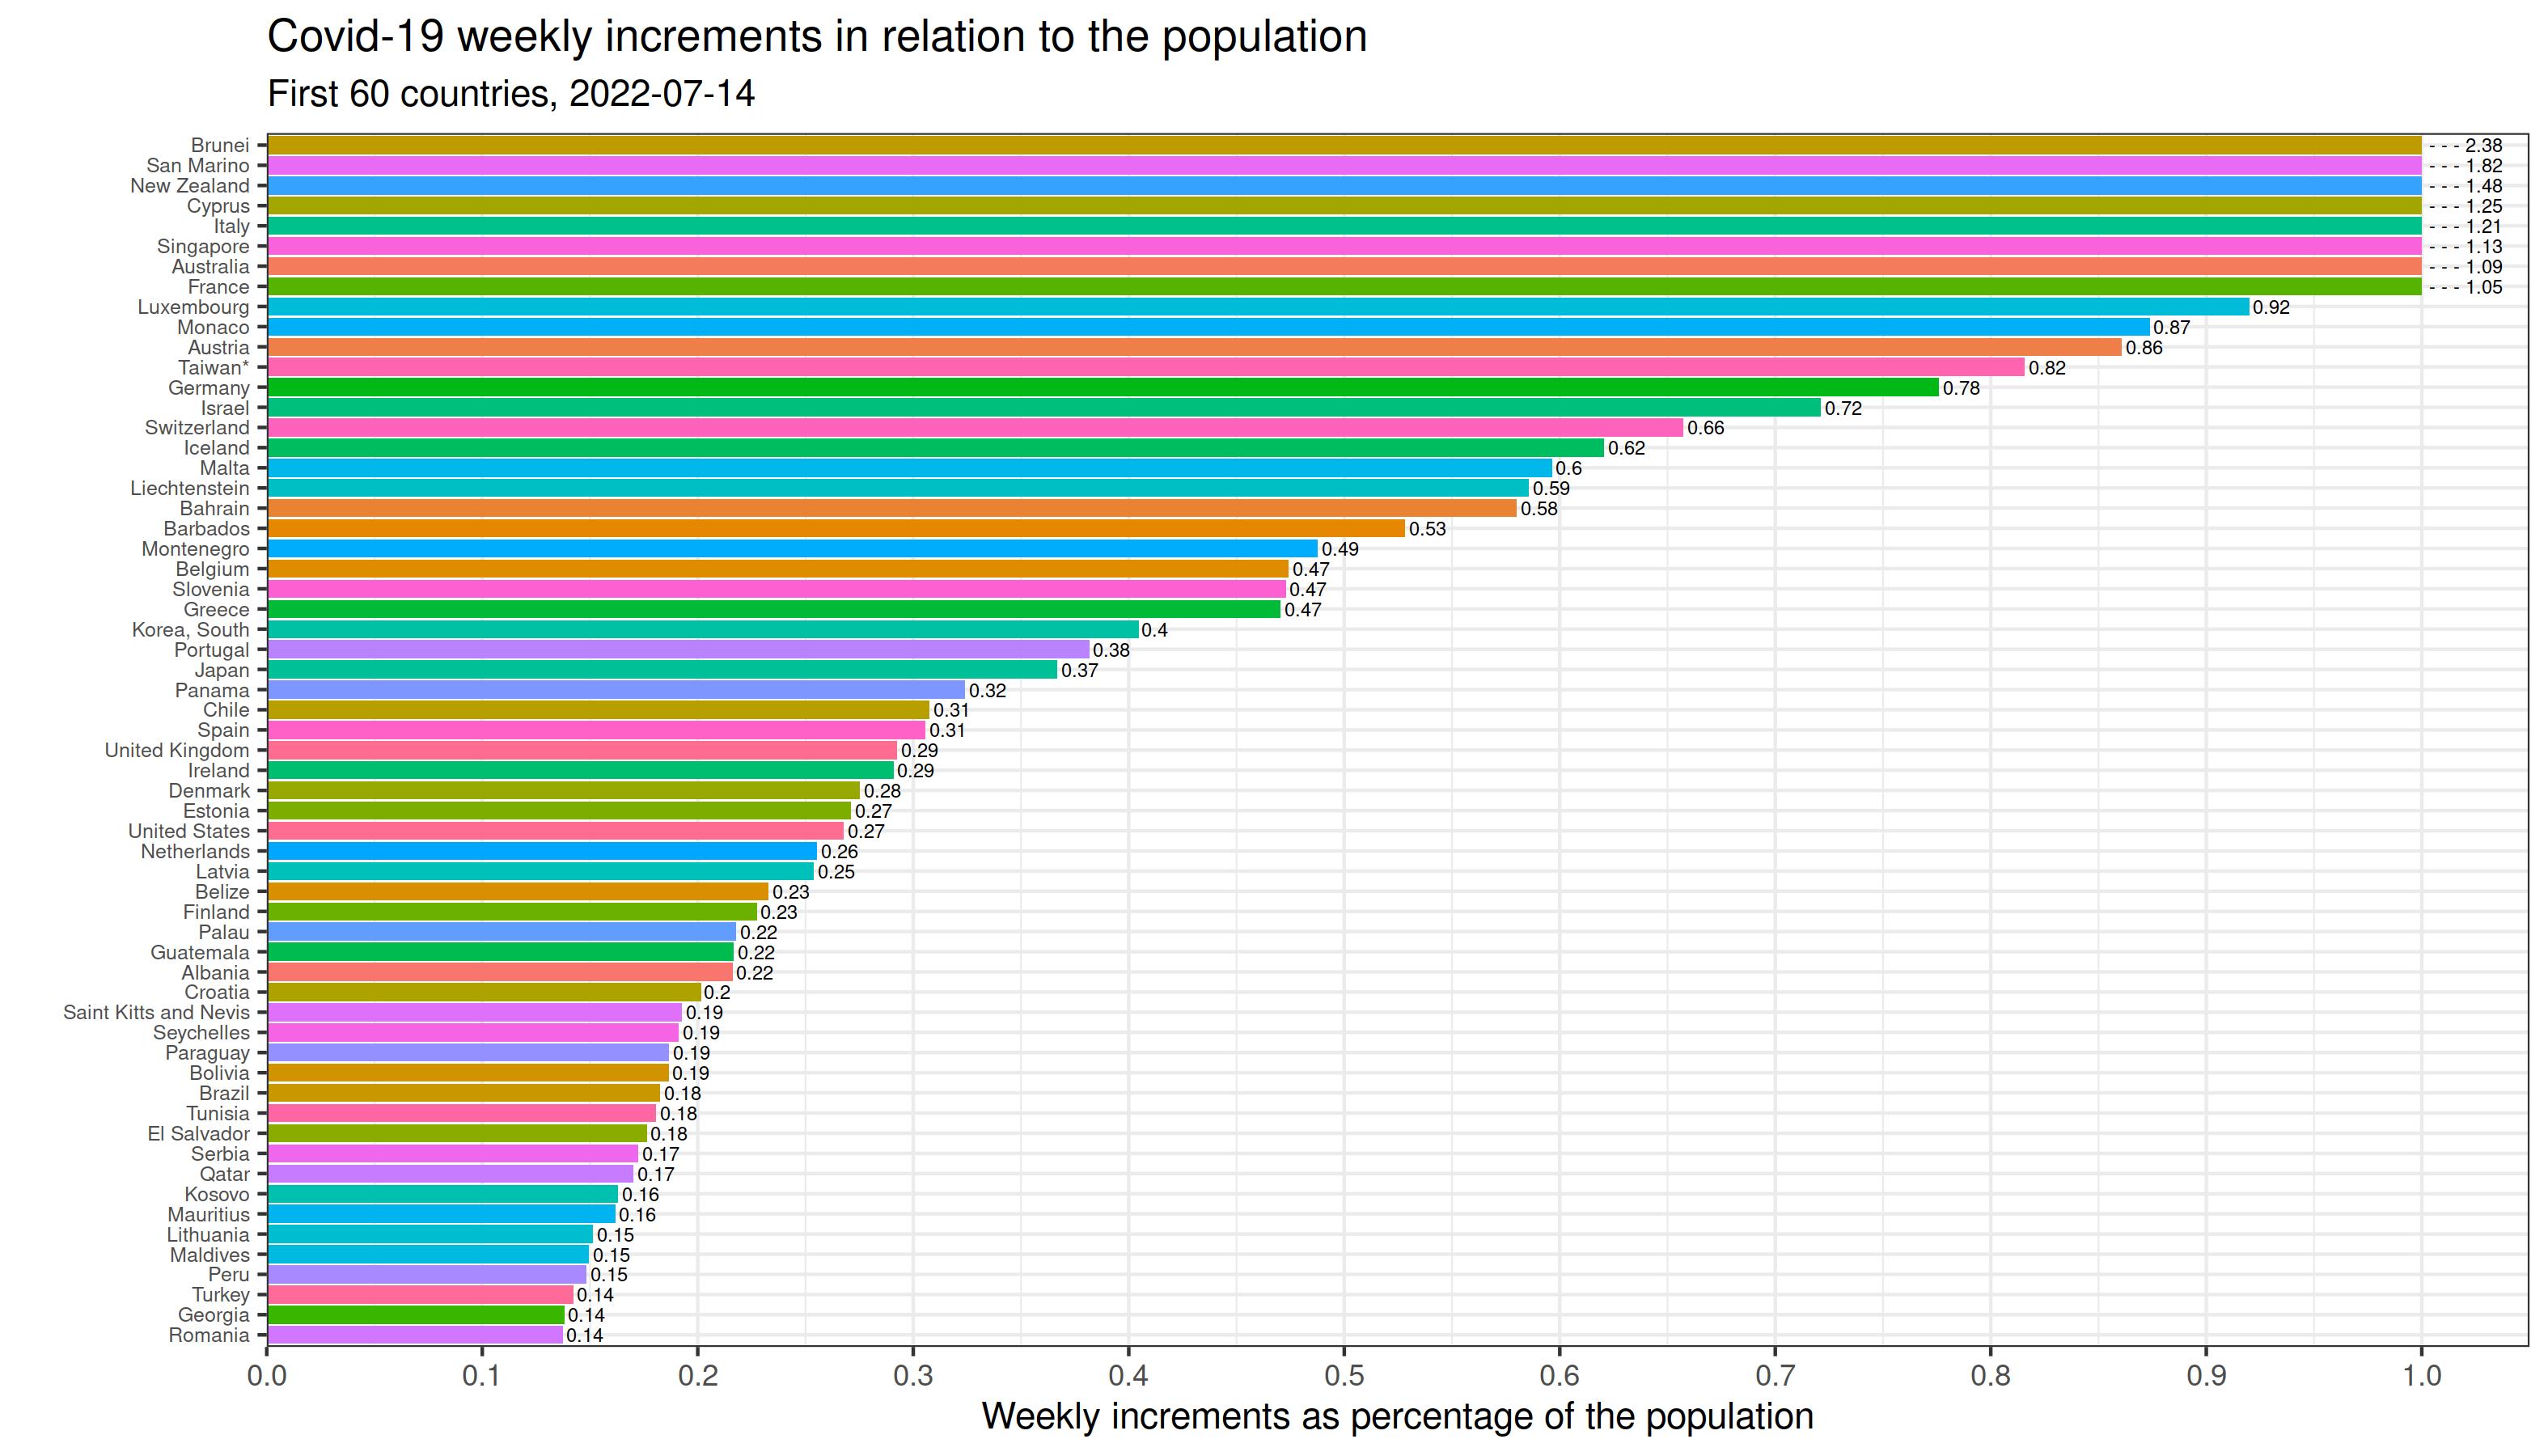 Covid-19 weekly increments in relation to the population
First 60 countries, 2022-07-14
Brunei - - - 2.38
San Marino - - - 1.82
New Zealand - - - 1.48
Cyprus - - - 1.25
Italy - - - 1.21
Singapore - - - 1.13
Australia - - - 1.09
France - - - 1.05
Luxembourg 0.92
Monaco 0.87
Austria 0.86
Taiwan* 0.82
Germany 0.78
Israel 0.72
Switzerland 0.66
Iceland 0.62
Malta 0.6
Liechtenstein 0.59
Bahrain 0.58
Barbados 0.53
Montenegro 0.49
Belgium 0.47
Slovenia 0.47
Greece 0.47
Korea, South 0.4
Portugal 0.38
Japan 0.37
Panama 0.32
Chile 0.31
Spain 0.31
United Kingdom 0.29
Ireland 0.29
Denmark 0.28
Estonia 0.27
United States 0.27
Netherlands 0.26
Latvia 0.25
Belize 0.23
Finland 0.23
Palau 0.22
Guatemala 0.22
Albania 0.22
Croatia 0.2
Saint Kitts and Nevis 0.19
Seychelles 0.19
Paraguay 0.19
Bolivia 0.19
Brazil 0.18
Tunisia 0.18
El Salvador 0.18
Serbia 0.17
Qatar 0.17
Kosovo 0.16
Mauritius 0.16
Lithuania 0.15
Maldives 0.15
Peru 0.15
Turkey 0.14
Georgia 0.14
Romania 0.14
0.0 0.1 0.2 0.3 0.4 0.5 0.6 0.7 0.8 0.9 1.0
Weekly increments as percentage of the population